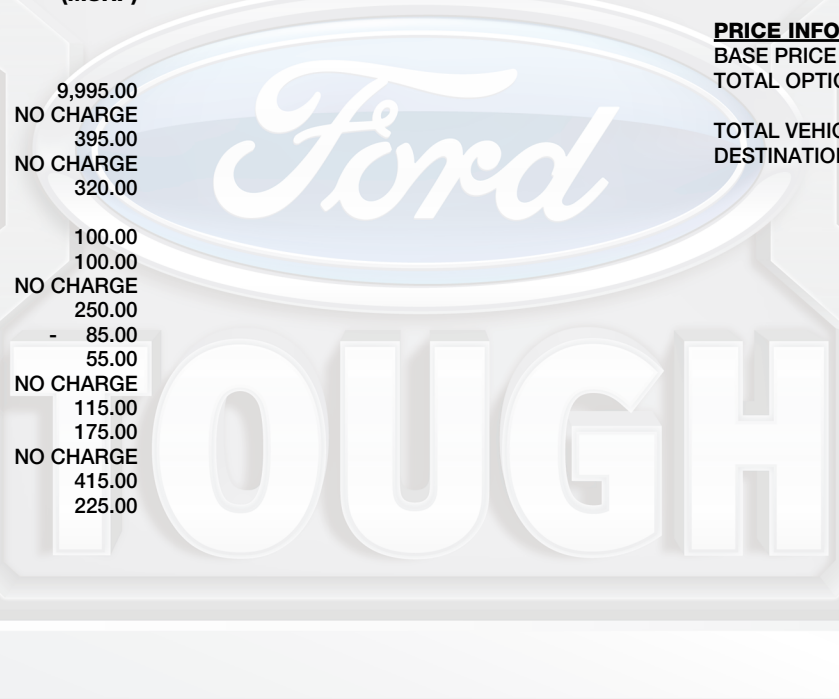 9,995.00
NO CHARGE
395.00
NO CHARGE
320.00
100.00
100.00
NO CHARGE
250.00
- 85.00
55.00
NO CHARGE
115.00
175.00
NO CHARGE
415.00
225.00
PRICE INFO
BASE PRICE
TOTAL OPTIO
TOTAL VEHIC
DESTINATION
Ford
TOUGH